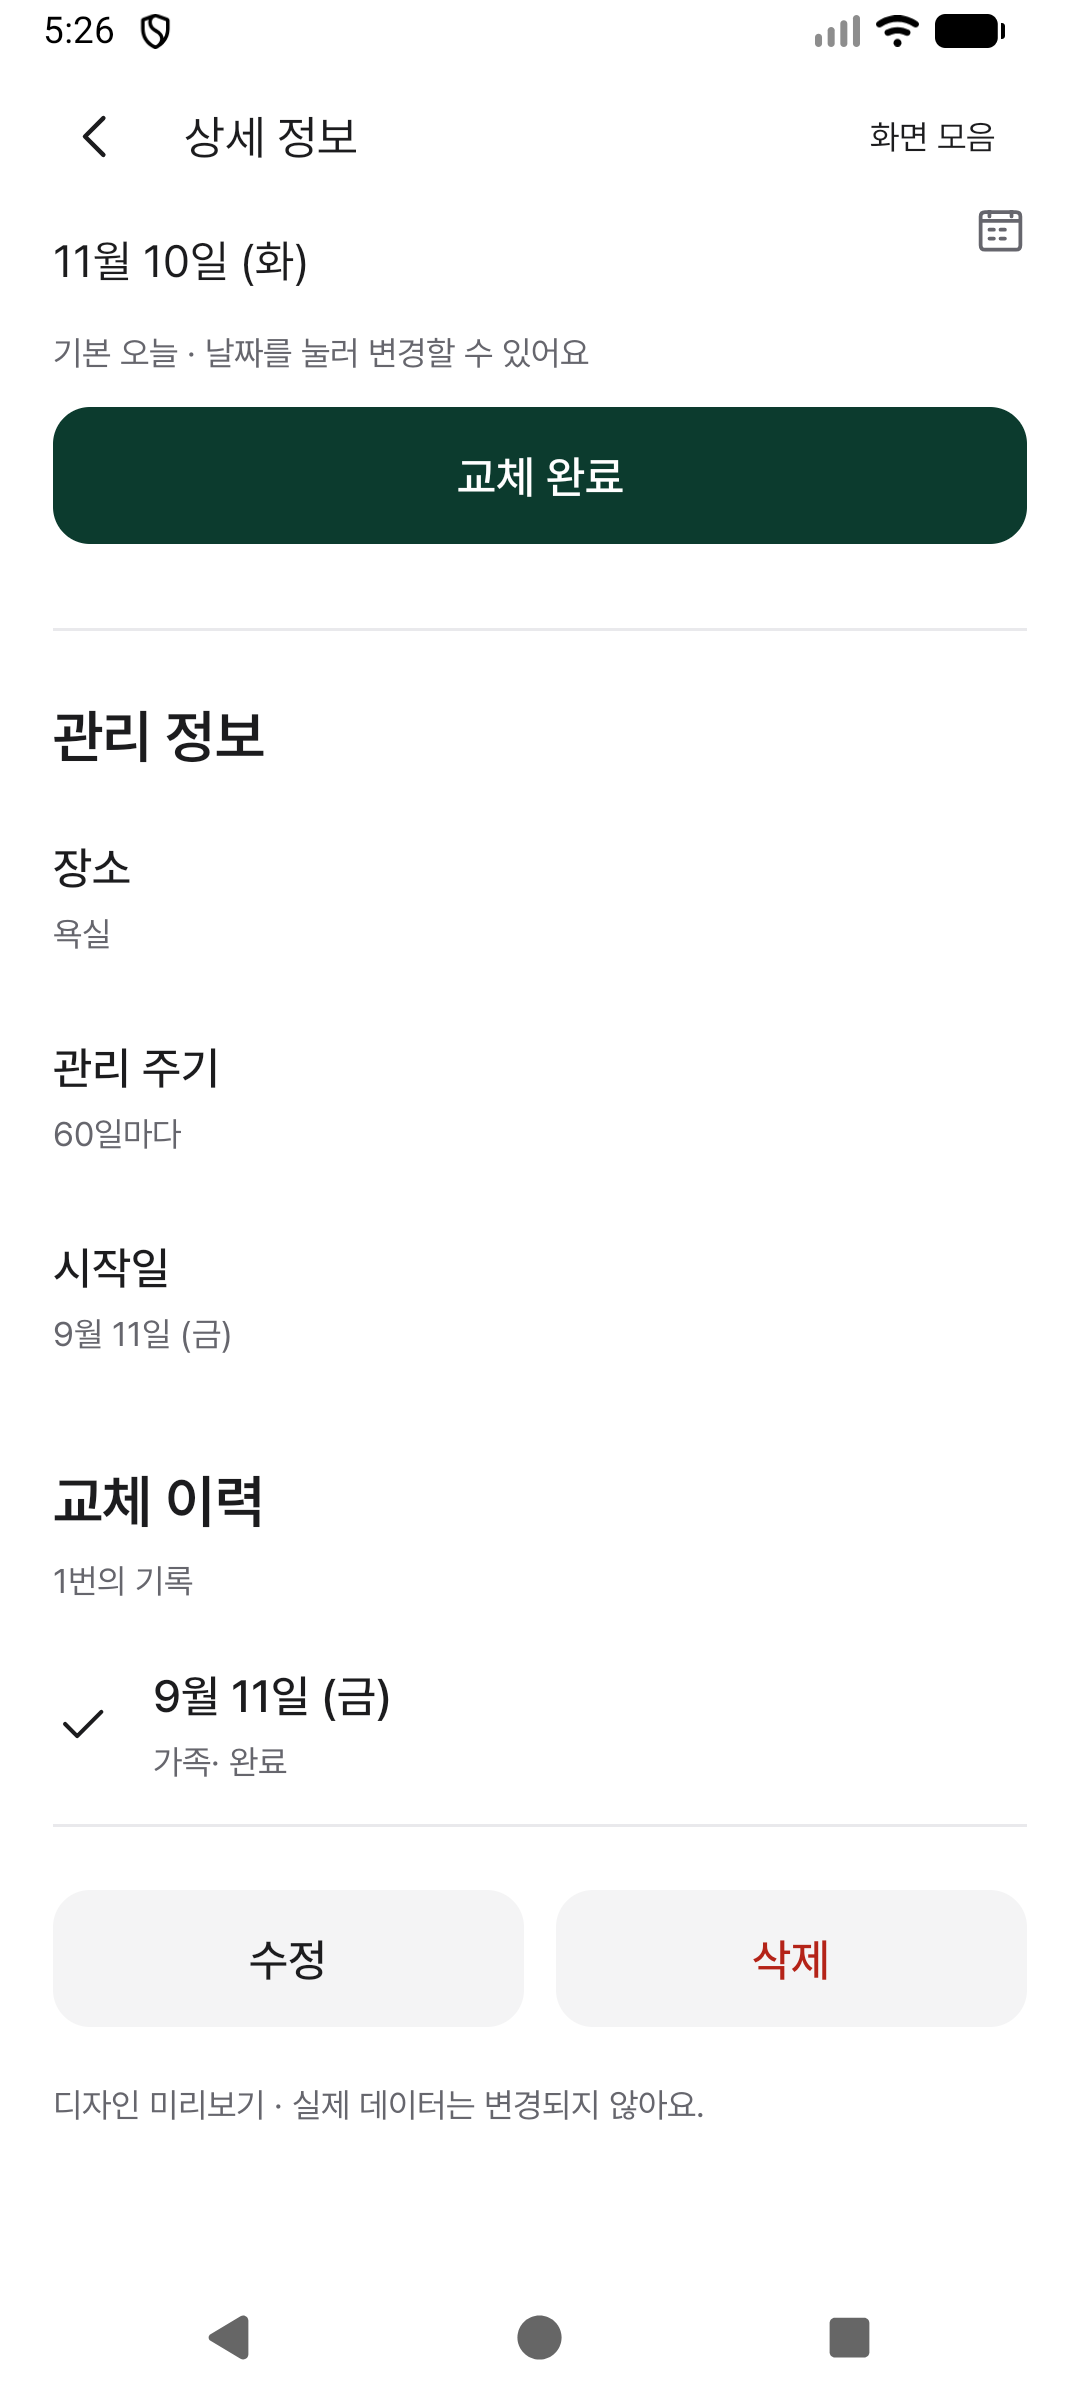 5:26
상세 정보
화면 모음
11월 10일 (화)
기본 오늘 · 날짜를 눌러 변경할 수 있어요
교체 완료
관리 정보
장소
욕실
관리 주기
60일마다
시작일
9월 11일 (금)
교체 이력
1번의 기록
9월 11일 (금)
가족· 완료
수정
삭제
디자인 미리보기 · 실제 데이터는 변경되지 않아요.